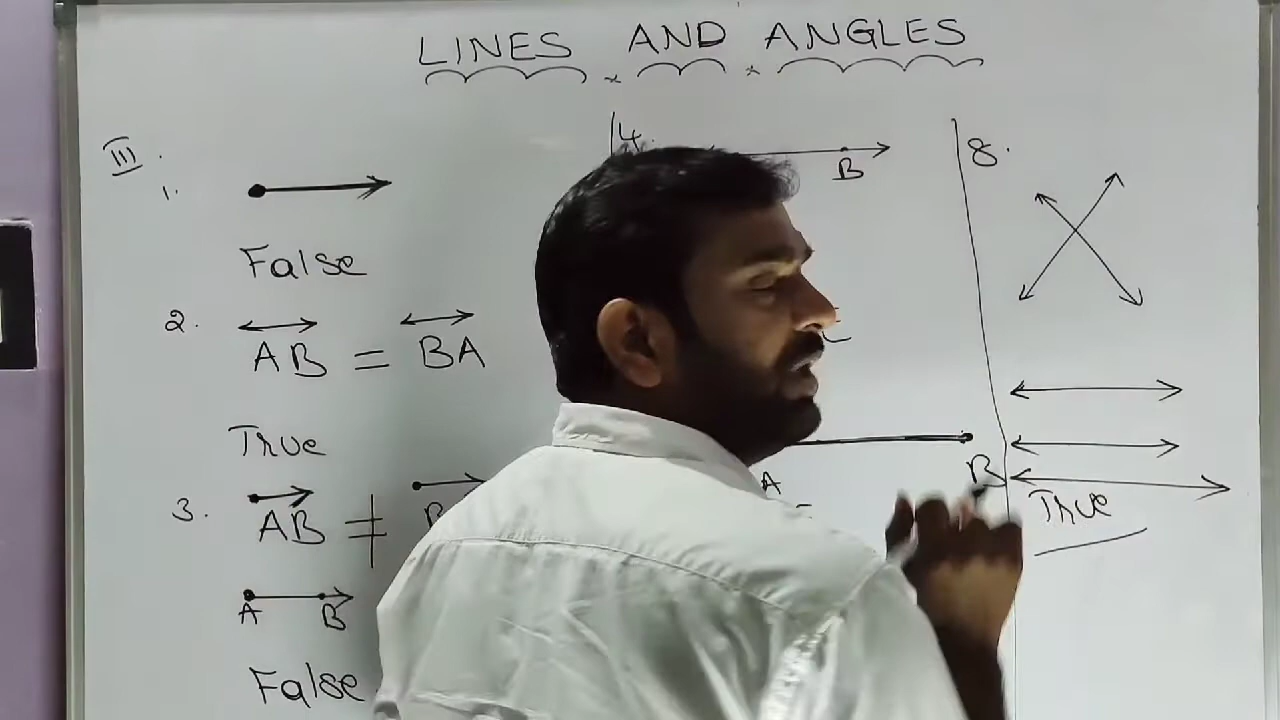 LINES AND ANGLES
III.
1.
False
2.
AB = BA
True
3.
AB ≠ B
A B
False
4.
B
A
B
8.
True